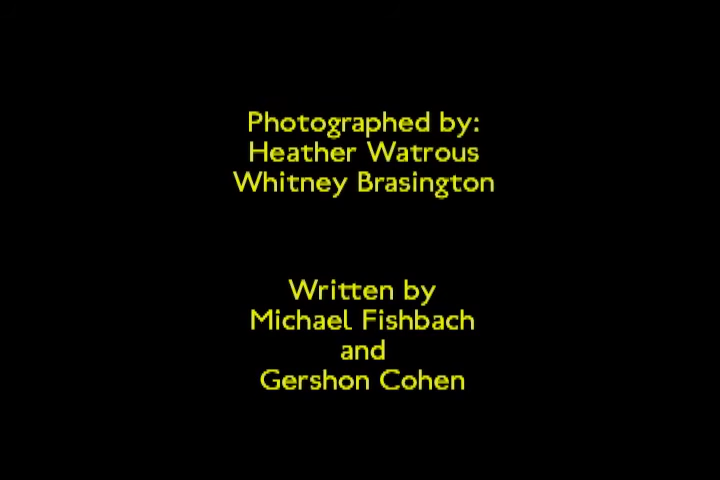 Photographed by:
Heather Watrous
Whitney Brasington
Written by
Michael Fishbach
and
Gershon Cohen